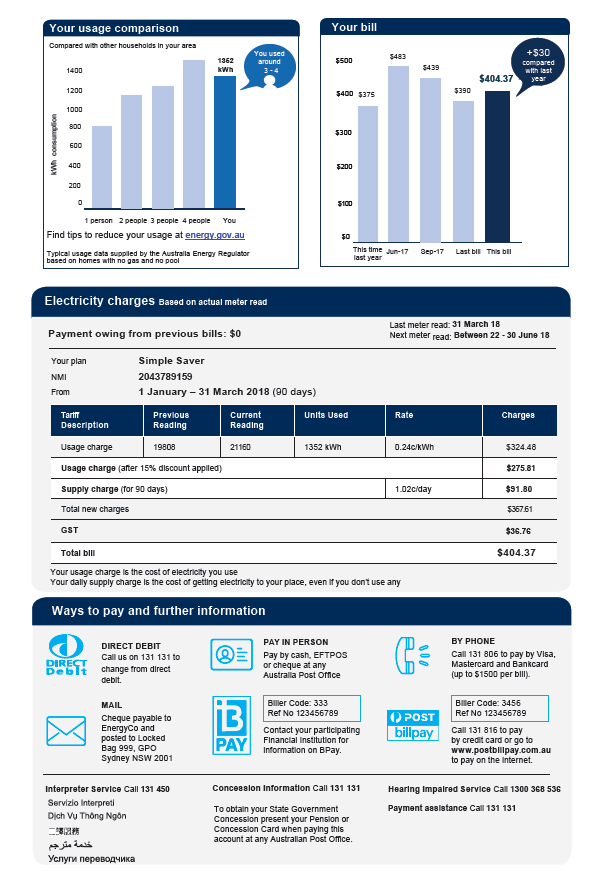 Your usage comparison
Compared with other households in your area
You used
around
3 - 4
1362
kWh
kWh consumption
1400
1200
1000
800
600
400
200
0
1 person 2 people 3 people 4 people You
Find tips to reduce your usage at energy.gov.au
Typical usage data supplied by the Australia Energy Regulator
based on homes with no gas and no pool
Your bill
+$30
compared
with last
year
$500
$400
$300
$200
$100
$0
$375
$483
$439
$390
$404.37
This time
last year
Jun-17
Sep-17
Last bill
This bill
Electricity charges Based on actual meter read
Payment owing from previous bills: $0
Last meter read: 31 March 18
Next meter read: Between 22 - 30 June 18
Your plan Simple Saver
NMI 2043789159
From 1 January – 31 March 2018 (90 days)
Tariff Description Previous Reading Current Reading Units Used Rate Charges
Usage charge 19808 21160 1352 kWh 0.24c/kWh $324.48
Usage charge (after 15% discount applied) $275.81
Supply charge (for 90 days) 1.02c/day $91.80
Total new charges $367.61
GST $36.76
Total bill $404.37
Your usage charge is the cost of electricity you use
Your daily supply charge is the cost of getting electricity to your place, even if you don't use any
Ways to pay and further information
DIRECT
Debit
DIRECT DEBIT
Call us on 131 131 to
change from direct
debit.
PAY IN PERSON
Pay by cash, EFTPOS
or cheque at any
Australia Post Office
BY PHONE
Call 131 806 to pay by Visa,
Mastercard and Bankcard
(up to $1500 per bill).
MAIL
Cheque payable to
EnergyCo and
posted to Locked
Bag 999, GPO
Sydney NSW 2001
B
PAY
Biller Code: 333
Ref No 123456789
Contact your participating
Financial Institution for
information on BPay.
POST
billpay
Biller Code: 3456
Ref No 123456789
Call 131 816 to pay
by credit card or go to
www.postbillpay.com.au
to pay on the internet.
Interpreter Service Call 131 450
Servizio Interpreti
Dịch Vụ Thông Ngôn
خدمة مترجم
Услуги переводчика
Concession Information Call 131 131
To obtain your State Government
Concession present your Pension or
Concession Card when paying this
account at any Australian Post Office.
Hearing Impaired Service Call 1300 368 536
Payment assistance Call 131 131